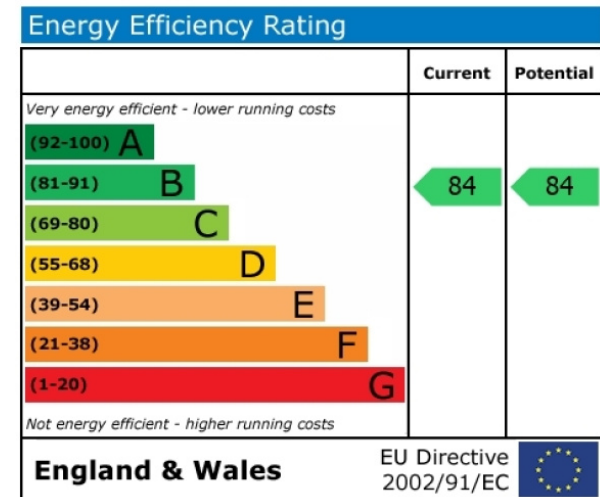 Energy Efficiency Rating
Current Potential
Very energy efficient - lower running costs
(92-100) A
(81-91) B 84 84
(69-80) C
(55-68) D
(39-54) E
(21-38) F
(1-20) G
Not energy efficient - higher running costs
England & Wales
EU Directive
2002/91/EC